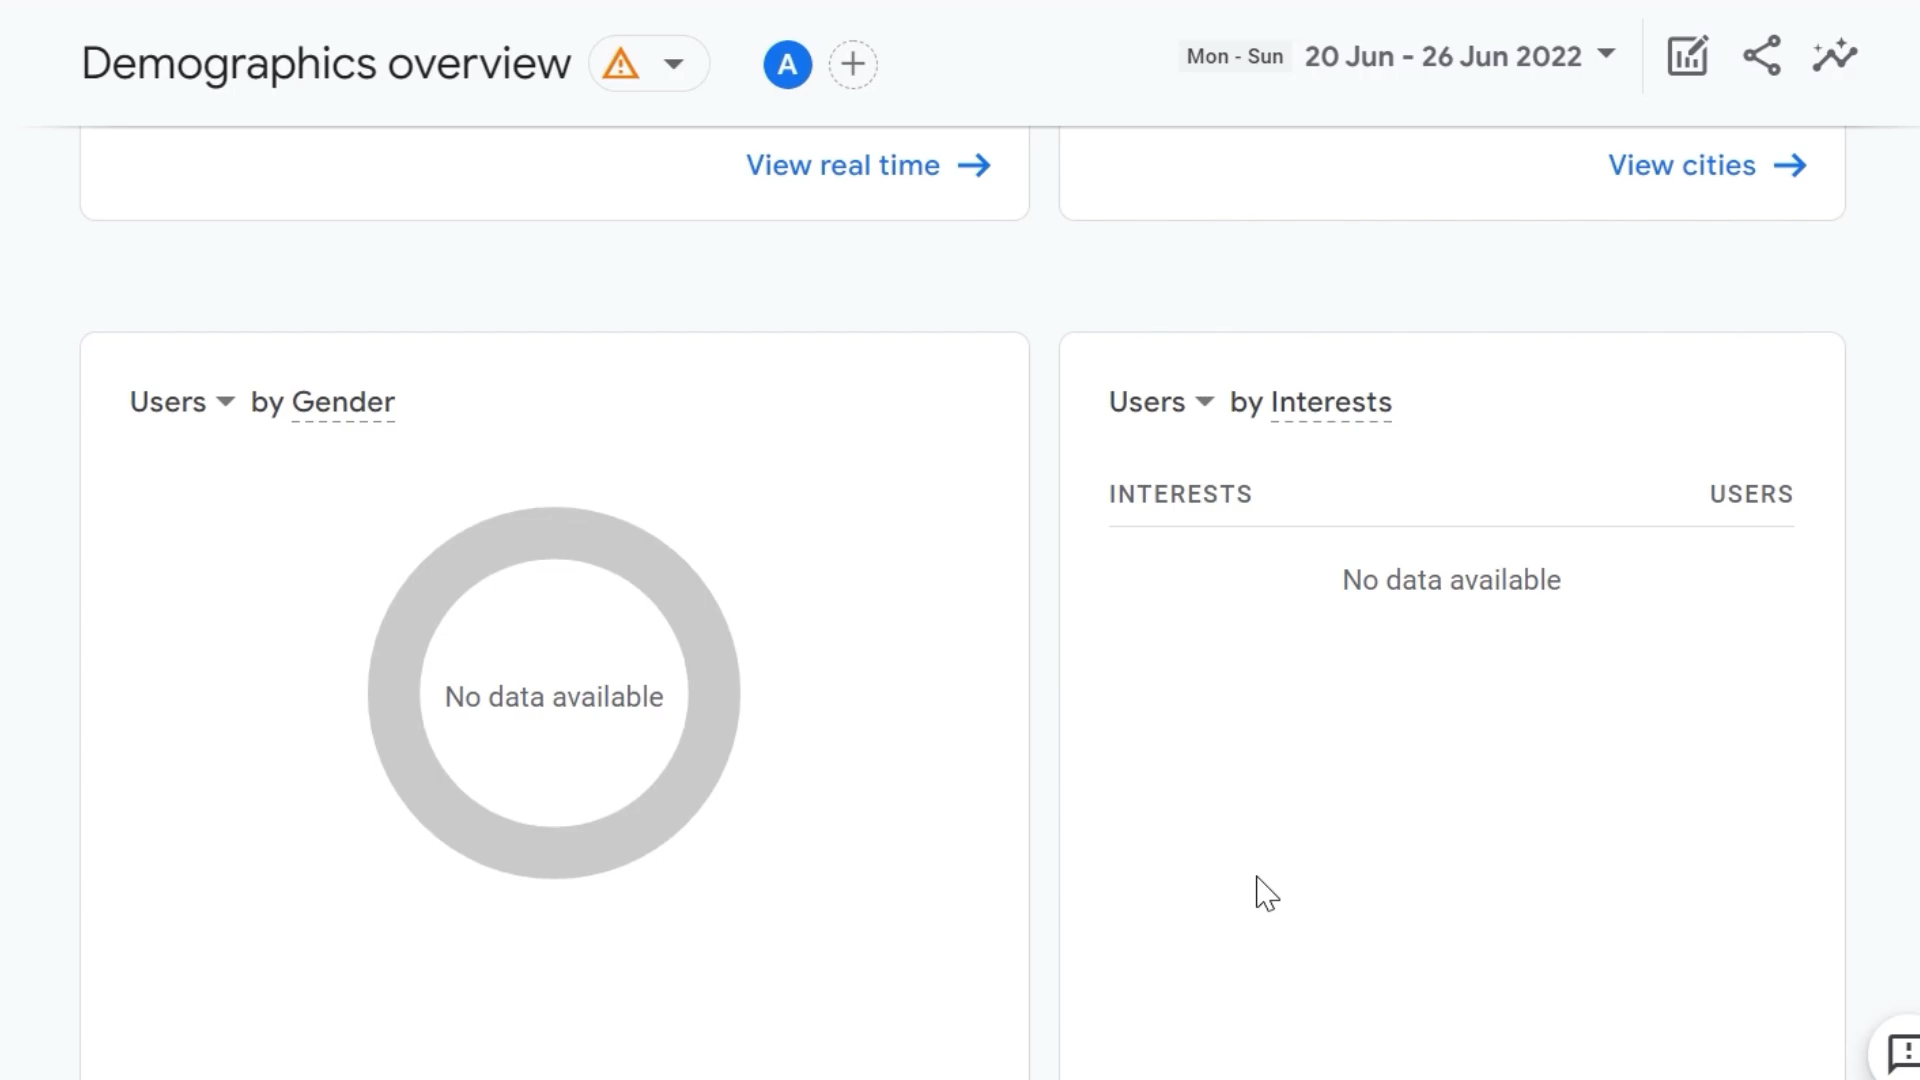 Demographics overview
A
Mon - Sun 20 Jun - 26 Jun 2022
View real time
View cities
Users by Gender
No data available
Users by Interests
INTERESTS USERS
No data available